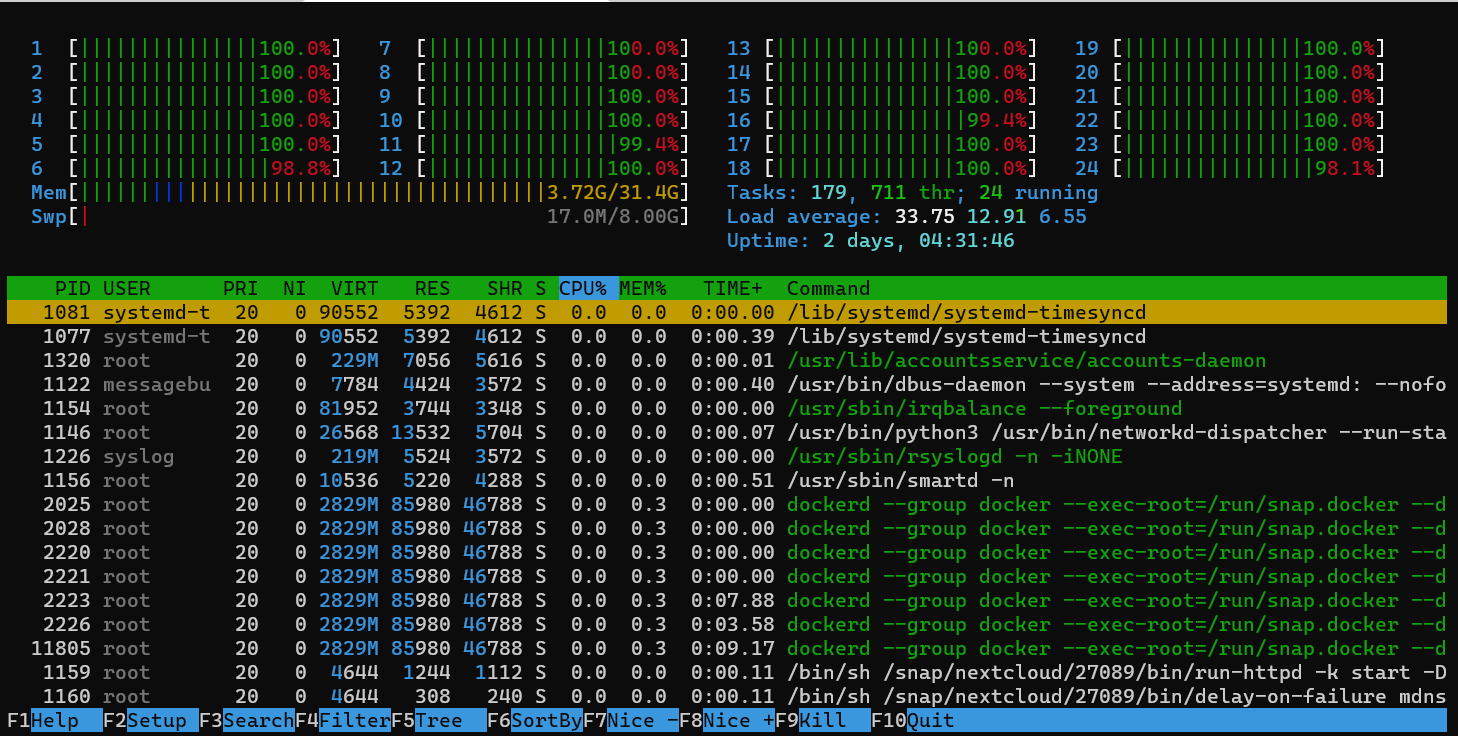 1 [|||||||||||||||100.0%] 7 [|||||||||||||||100.0%] 13 [|||||||||||||||100.0%] 19 [|||||||||||||||100.0%]
2 [|||||||||||||||100.0%] 8 [|||||||||||||||100.0%] 14 [|||||||||||||||100.0%] 20 [|||||||||||||||100.0%]
3 [|||||||||||||||100.0%] 9 [|||||||||||||||100.0%] 15 [|||||||||||||||100.0%] 21 [|||||||||||||||100.0%]
4 [|||||||||||||||100.0%] 10 [|||||||||||||||100.0%] 16 [||||||||||||||||99.4%] 22 [|||||||||||||||100.0%]
5 [|||||||||||||||100.0%] 11 [||||||||||||||||99.4%] 17 [|||||||||||||||100.0%] 23 [|||||||||||||||100.0%]
6 [||||||||||||||||98.8%] 12 [|||||||||||||||100.0%] 18 [|||||||||||||||100.0%] 24 [||||||||||||||||98.1%]
Mem[|||||||||||||||||||||||||||||||||||||||3.72G/31.4G] Tasks: 179, 711 thr; 24 running
Swp[| 17.0M/8.00G] Load average: 33.75 12.91 6.55
Uptime: 2 days, 04:31:46
PID USER PRI NI VIRT RES SHR S CPU% MEM% TIME+ Command
1081 systemd-t 20 0 90552 5392 4612 S 0.0 0.0 0:00.00 /lib/systemd/systemd-timesyncd
1077 systemd-t 20 0 90552 5392 4612 S 0.0 0.0 0:00.39 /lib/systemd/systemd-timesyncd
1320 root 20 0 229M 7056 5616 S 0.0 0.0 0:00.01 /usr/lib/accountsservice/accounts-daemon
1122 messagebu 20 0 7784 4424 3572 S 0.0 0.0 0:00.40 /usr/bin/dbus-daemon --system --address=systemd: --nofo
1154 root 20 0 81952 3744 3348 S 0.0 0.0 0:00.00 /usr/sbin/irqbalance --foreground
1146 root 20 0 26568 13532 5704 S 0.0 0.0 0:00.07 /usr/bin/python3 /usr/bin/networkd-dispatcher --run-sta
1226 syslog 20 0 219M 5524 3572 S 0.0 0.0 0:00.00 /usr/sbin/rsyslogd -n -iNONE
1156 root 20 0 10536 5220 4288 S 0.0 0.0 0:00.51 /usr/sbin/smartd -n
2025 root 20 0 2829M 85980 46788 S 0.0 0.3 0:00.00 dockerd --group docker --exec-root=/run/snap.docker --d
2028 root 20 0 2829M 85980 46788 S 0.0 0.3 0:00.00 dockerd --group docker --exec-root=/run/snap.docker --d
2220 root 20 0 2829M 85980 46788 S 0.0 0.3 0:00.00 dockerd --group docker --exec-root=/run/snap.docker --d
2221 root 20 0 2829M 85980 46788 S 0.0 0.3 0:00.00 dockerd --group docker --exec-root=/run/snap.docker --d
2223 root 20 0 2829M 85980 46788 S 0.0 0.3 0:07.88 dockerd --group docker --exec-root=/run/snap.docker --d
2226 root 20 0 2829M 85980 46788 S 0.0 0.3 0:03.58 dockerd --group docker --exec-root=/run/snap.docker --d
11805 root 20 0 2829M 85980 46788 S 0.0 0.3 0:09.17 dockerd --group docker --exec-root=/run/snap.docker --d
1159 root 20 0 4644 1244 1112 S 0.0 0.0 0:00.11 /bin/sh /snap/nextcloud/27089/bin/run-httpd -k start -D
1160 root 20 0 4644 308 240 S 0.0 0.0 0:00.11 /bin/sh /snap/nextcloud/27089/bin/delay-on-failure mdns
F1Help F2Setup F3SearchF4FilterF5Tree F6SortByF7Nice -F8Nice +F9Kill F10Quit